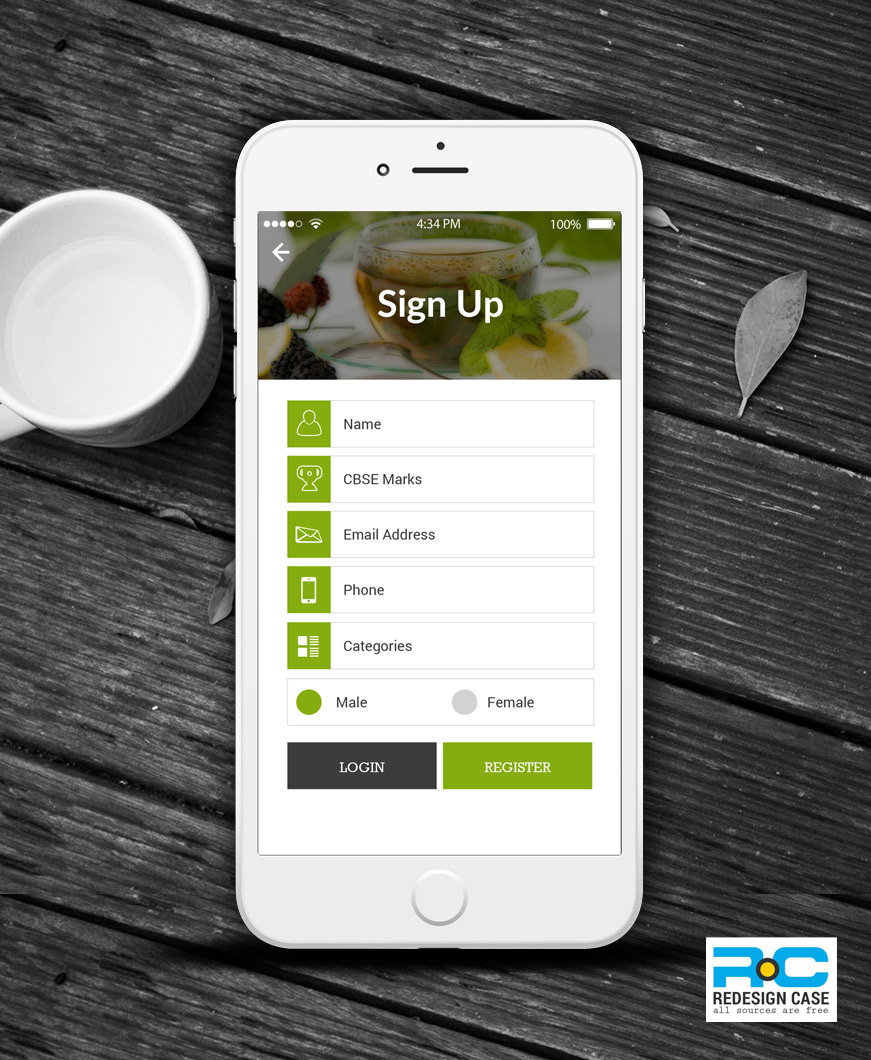 4:34 PM
100%
Sign Up
Name
CBSE Marks
Email Address
Phone
Categories
Male Female
LOGIN REGISTER
RC
REDESIGN CASE
all sources are free